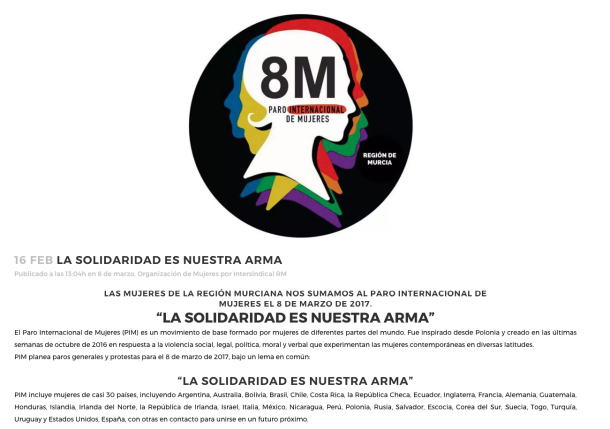 8M
PARO INTERNACIONAL
DE MUJERES
REGIÓN DE
MURCIA
16 FEB LA SOLIDARIDAD ES NUESTRA ARMA
Publicado a las 13:04h en 8 de marzo, Organización de Mujeres por Intersindical RM
LAS MUJERES DE LA REGIÓN MURCIANA NOS SUMAMOS AL PARO INTERNACIONAL DE
MUJERES EL 8 DE MARZO DE 2017.
“LA SOLIDARIDAD ES NUESTRA ARMA”
El Paro Internacional de Mujeres (PIM) es un movimiento de base formado por mujeres de diferentes partes del mundo. Fue inspirado desde Polonia y creado en las últimas
semanas de octubre de 2016 en respuesta a la violencia social, legal, política, moral y verbal que experimentan las mujeres contemporáneas en diversas latitudes.
PIM planea paros generales y protestas para el 8 de marzo de 2017, bajo un lema en común:
“LA SOLIDARIDAD ES NUESTRA ARMA”
PIM incluye mujeres de casi 30 países, incluyendo Argentina, Australia, Bolivia, Brasil, Chile, Costa Rica, la República Checa, Ecuador, Inglaterra, Francia, Alemania, Guatemala,
Honduras, Islandia, Irlanda del Norte, la República de Irlanda, Israel, Italia, México, Nicaragua, Perú, Polonia, Rusia, Salvador, Escocia, Corea del Sur, Suecia, Togo, Turquía,
Uruguay y Estados Unidos, España, con otras en contacto para unirse en un futuro próximo.